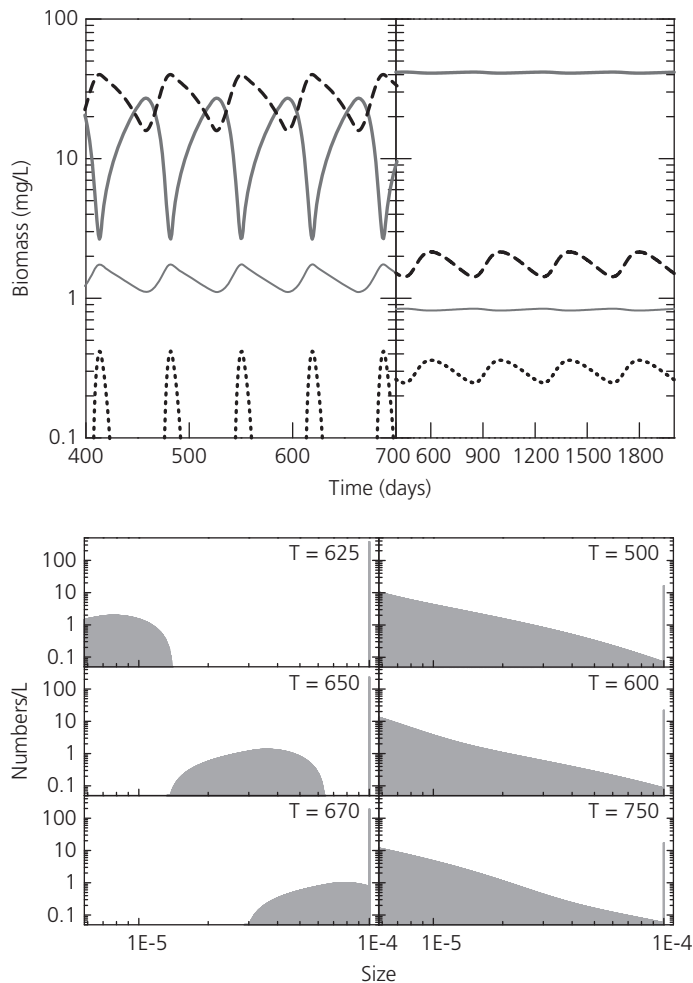 100
10
1
0.1
Biomass (mg/L)
400 500 600 700
400 600 900 1200 1500 1800
Time (days)
100
10
1
0.1
T = 625
T = 500
100
10
1
0.1
T = 650
T = 600
100
10
1
0.1
T = 670
T = 750
Numbers/L
1E-5 1E-4 1E-5 1E-4
Size